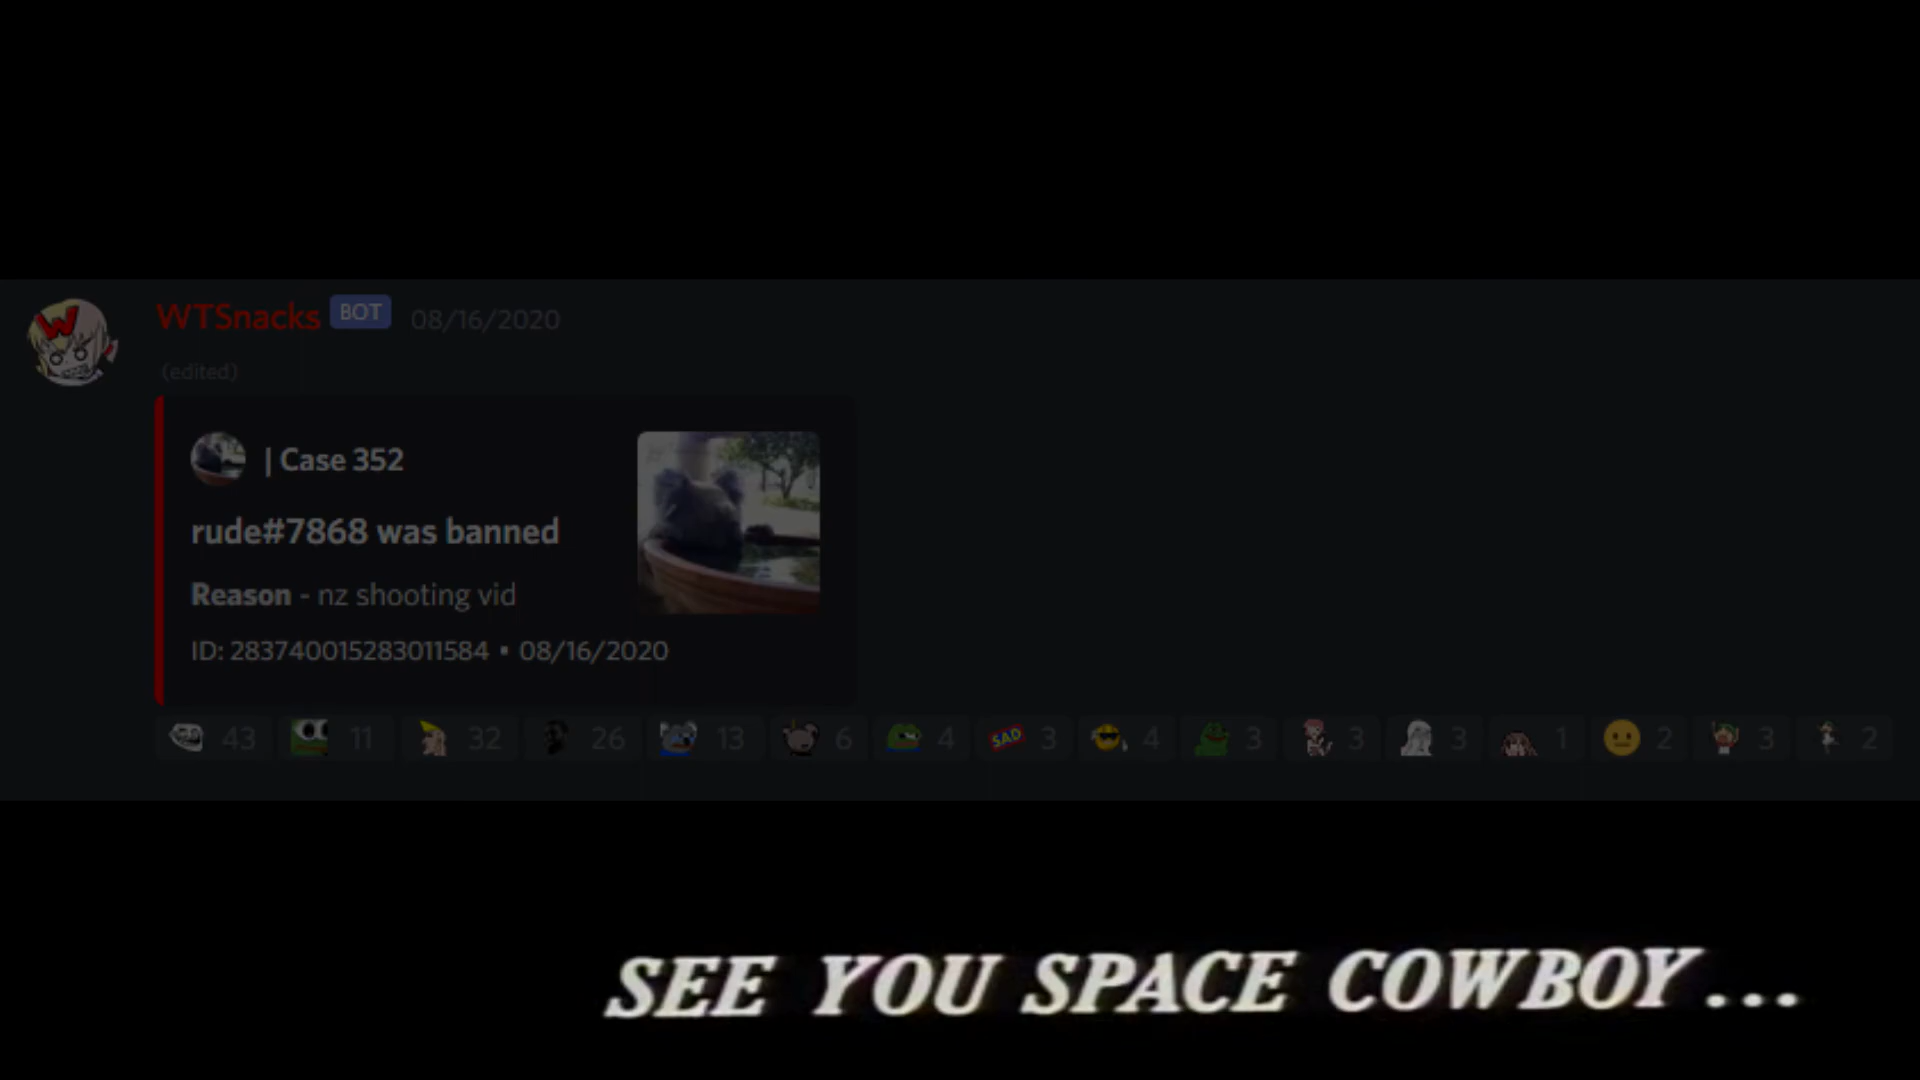 WTSnacks BOT 08/16/2020
(edited)
| Case 352
rude#7868 was banned
Reason - nz shooting vid
ID: 283740015283011584 • 08/16/2020
43 11 32 26 13 6 4 SAD 3 4 3 3 3 1 2 3 2
SEE YOU SPACE COWBOY...